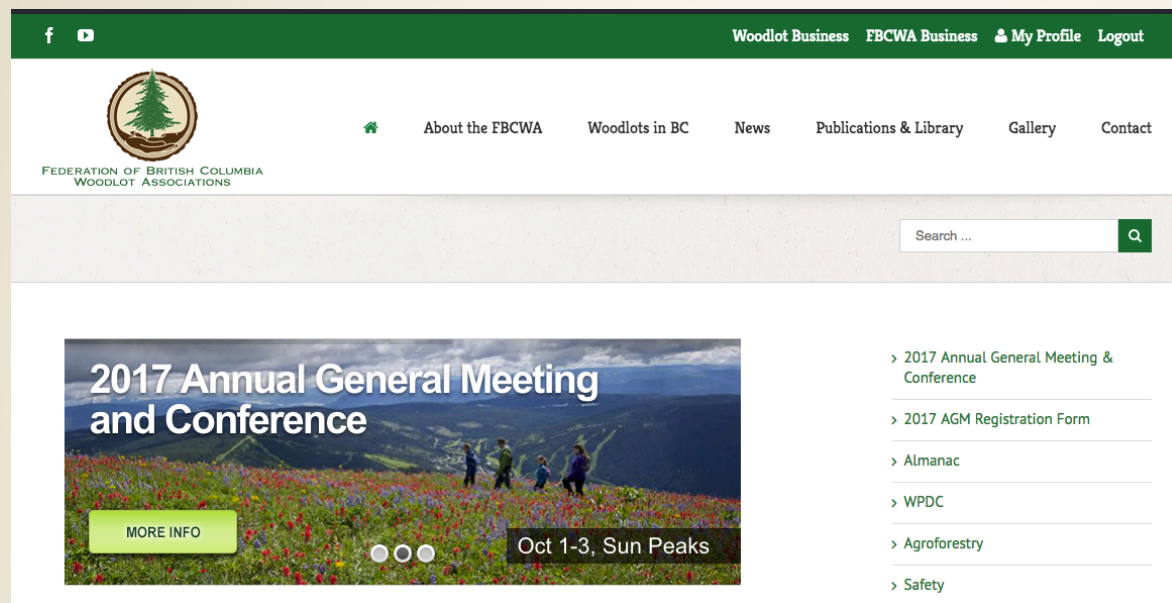 Woodlot Business FBCWA Business My Profile Logout
FEDERATION OF BRITISH COLUMBIA
WOODLOT ASSOCIATIONS
About the FBCWA Woodlots in BC News Publications & Library Gallery Contact
Search ...
2017 Annual General Meeting
and Conference
MORE INFO
Oct 1-3, Sun Peaks
2017 Annual General Meeting &
Conference
2017 AGM Registration Form
Almanac
WPDC
Agroforestry
Safety